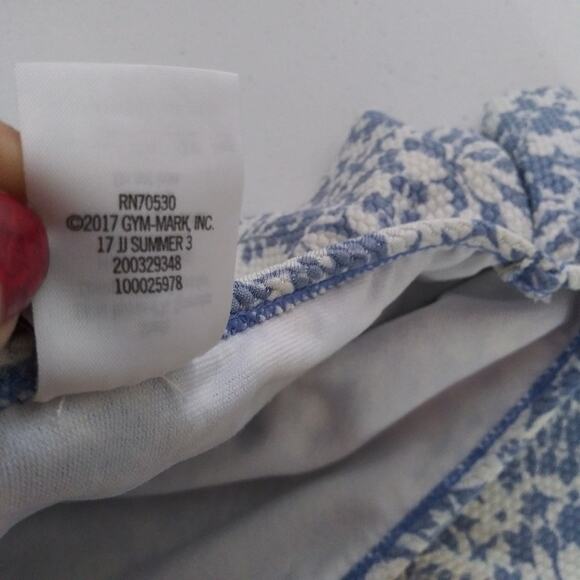 RN70530
©2017 GYM-MARK, INC.
17 JJ SUMMER 3
200329348
100025978